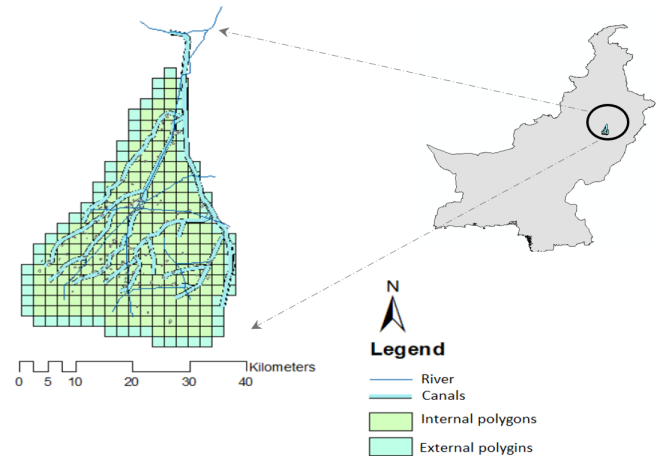 Kilometers
0 5 10 20 30 40
N
Legend
River
Canals
Internal polygons
External polygins